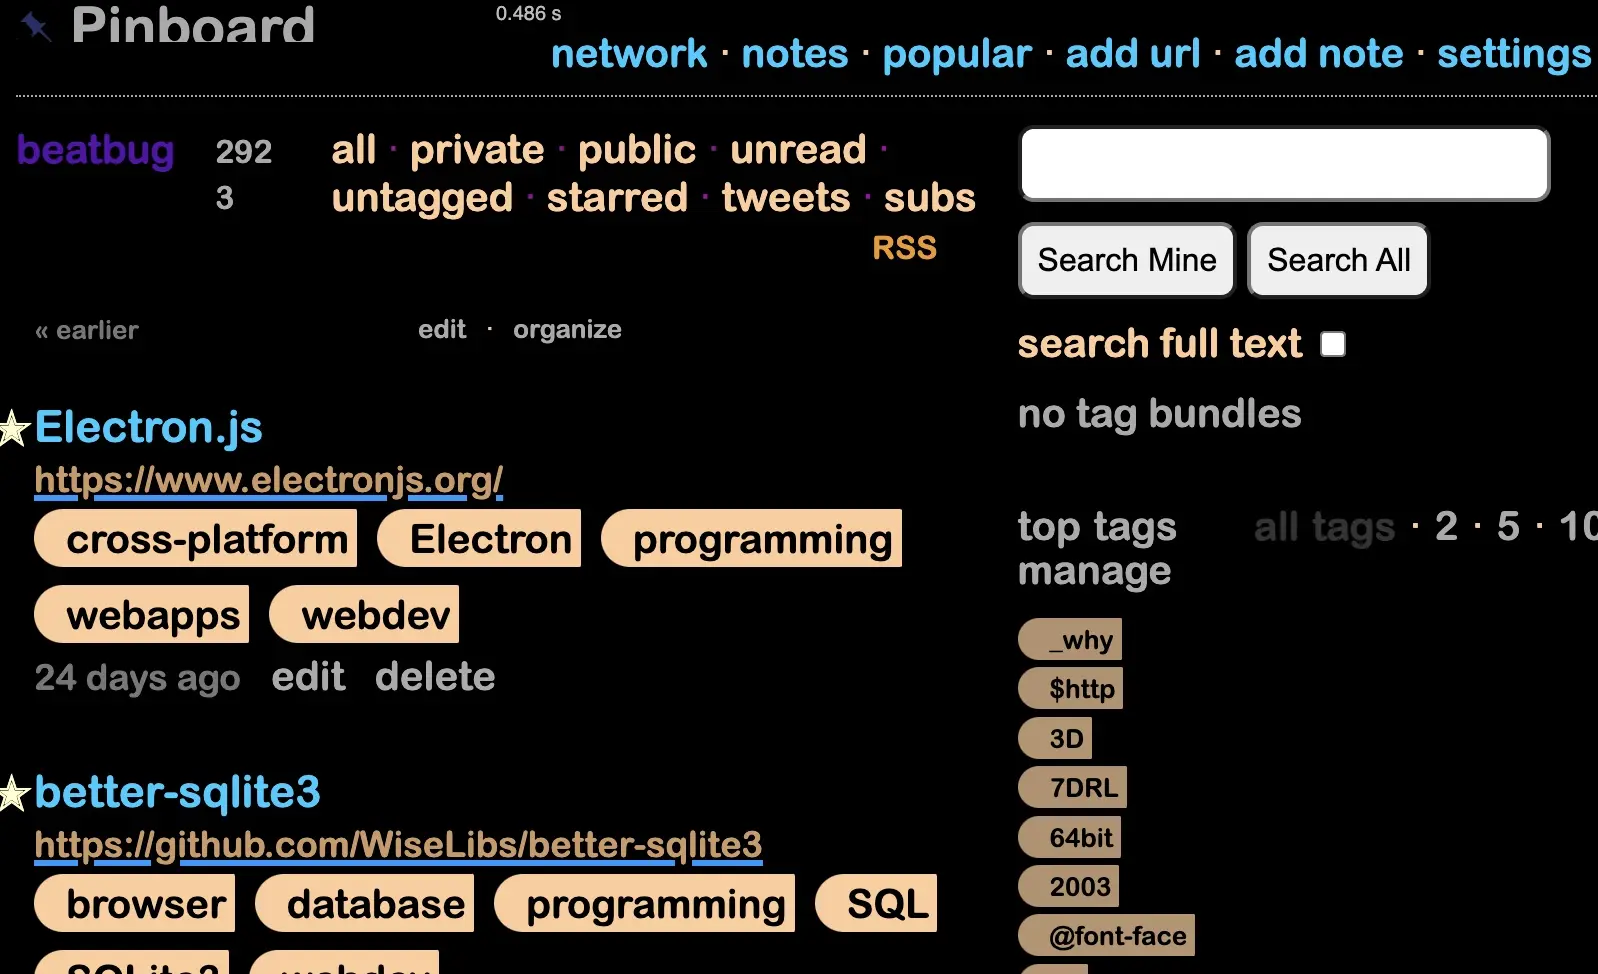 Pinboard
0.486 s
network · notes · popular · add url · add note · settings
beatbug
292
3
all · private · public · unread ·
untagged · starred · tweets · subs
RSS
« earlier
edit · organize
Electron.js
https://www.electronjs.org/
cross-platform Electron programming
webapps webdev
24 days ago edit delete
better-sqlite3
https://github.com/WiseLibs/better-sqlite3
browser database programming SQL
SQLite3 webdev
Search Mine Search All
search full text
no tag bundles
top tags
manage
all tags · 2 · 5 · 10
_why
$http
3D
7DRL
64bit
2003
@font-face